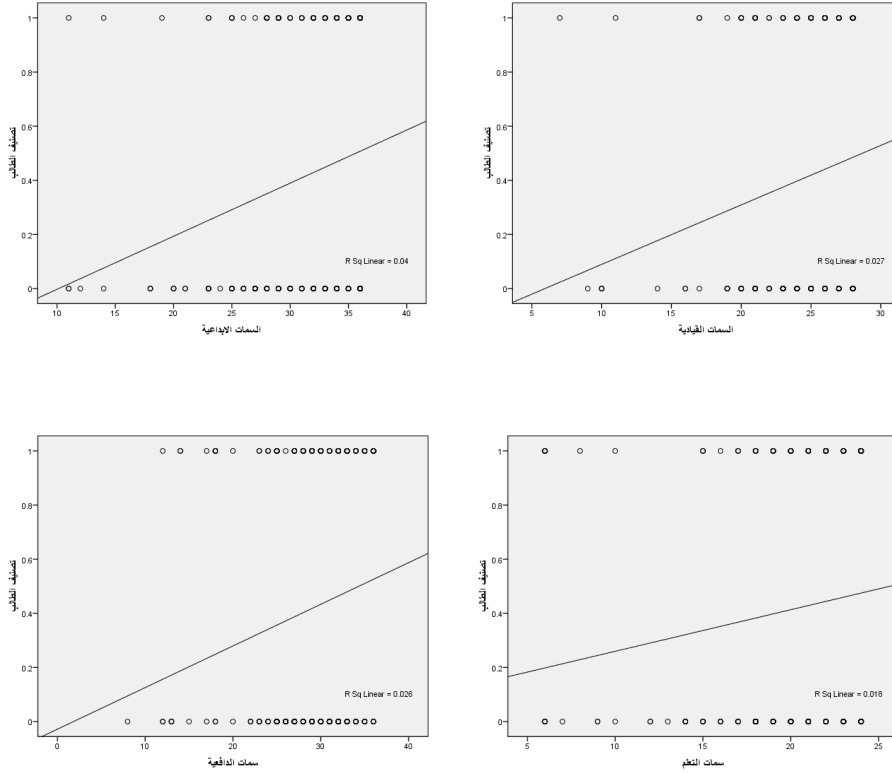 تصنيف الطالب
1
0.8
0.6
0.4
0.2
0
R Sq Linear = 0.04
10 15 20 25 30 35 40
السمات الابداعية
تصنيف الطالب
1
0.8
0.6
0.4
0.2
0
R Sq Linear = 0.027
5 10 15 20 25 30
السمات القيادية
تصنيف الطالب
1
0.8
0.6
0.4
0.2
0
R Sq Linear = 0.026
0 10 20 30 40
سمات الدافعية
تصنيف الطالب
1
0.8
0.6
0.4
0.2
0
R Sq Linear = 0.018
5 10 15 20 25
سمات التعلم